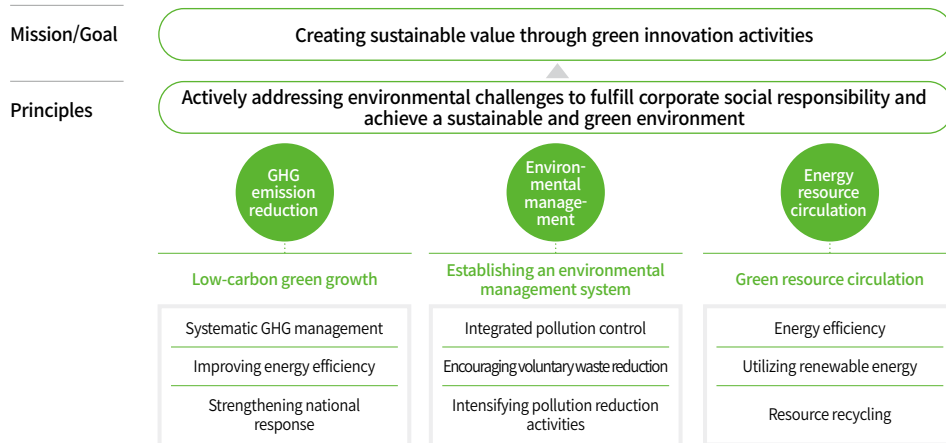 Mission/Goal
Creating sustainable value through green innovation activities
Principles
Actively addressing environmental challenges to fulfill corporate social responsibility and
achieve a sustainable and green environment
GHG
emission
reduction
Environ-
mental
manage-
ment
Energy
resource
circulation
Low-carbon green growth
Establishing an environmental
management system
Green resource circulation
Systematic GHG management
Improving energy efficiency
Strengthening national
response
Integrated pollution control
Encouraging voluntary waste reduction
Intensifying pollution reduction
activities
Energy efficiency
Utilizing renewable energy
Resource recycling